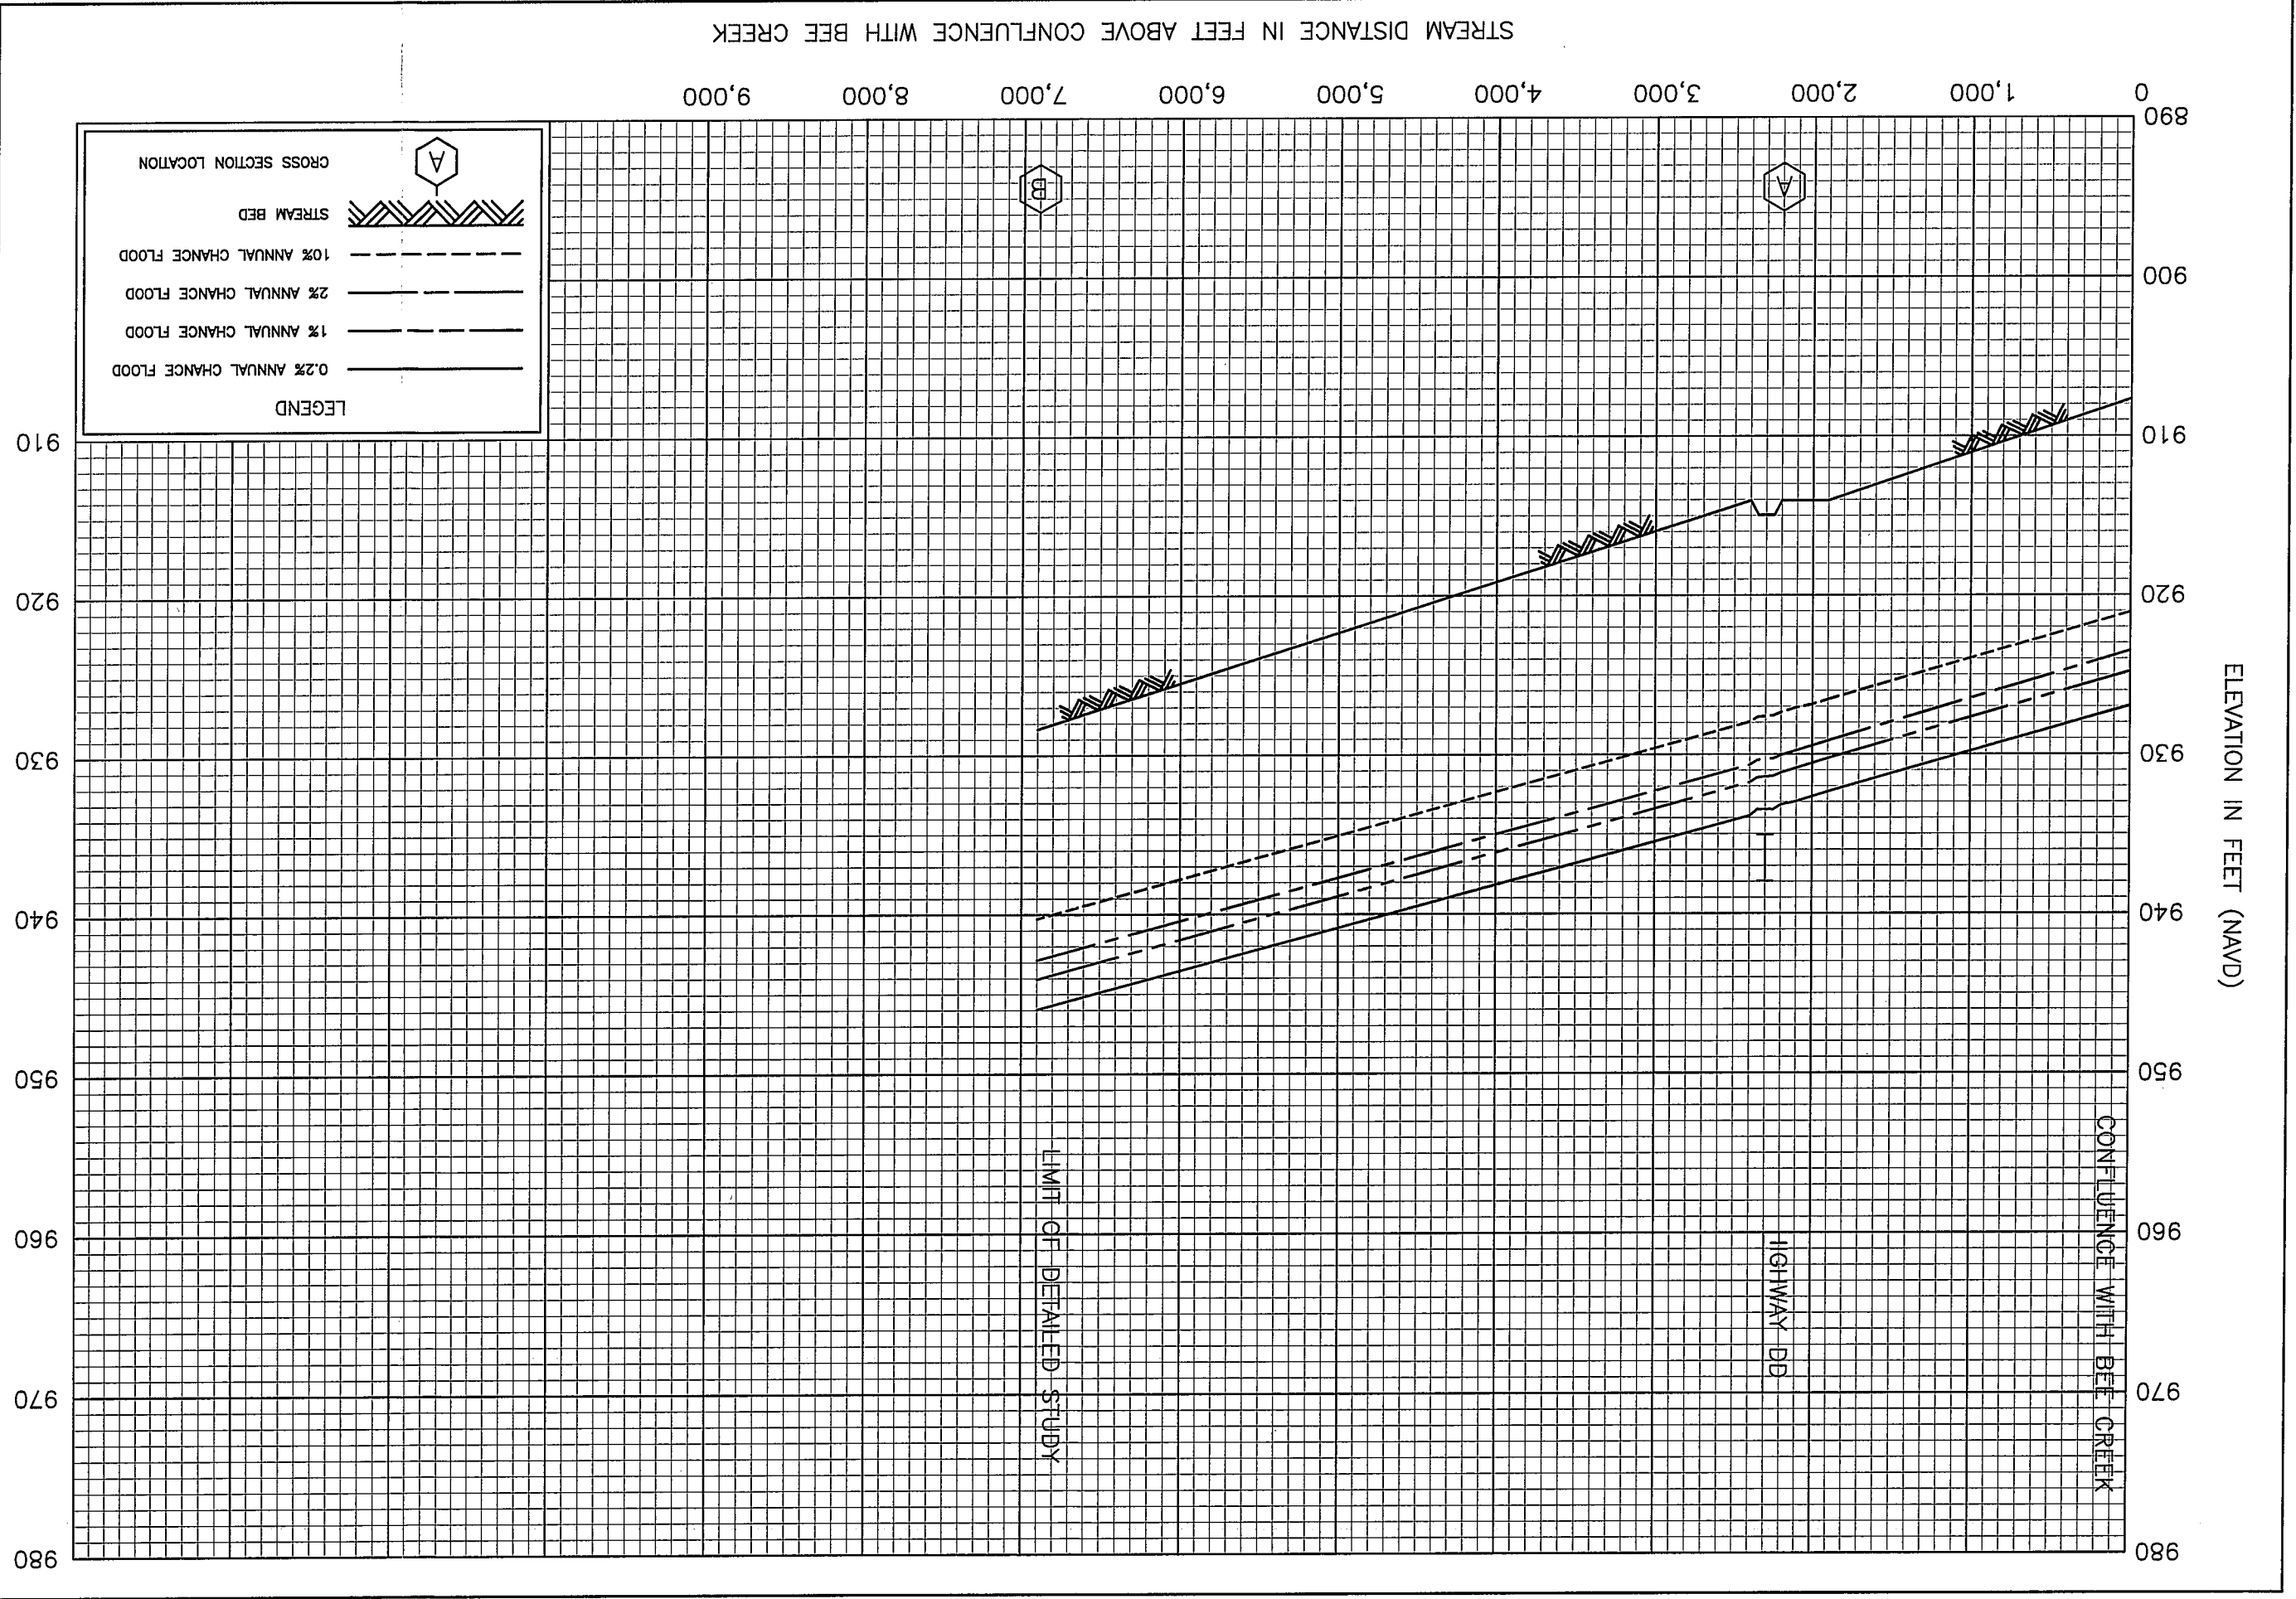 ELEVATION IN FEET (NAVD)
980
970
960
950
940
930
920
910
900
890
CONFLUENCE WITH BEE CREEK
HIGHWAY DD
LIMIT OF DETAILED STUDY
980
970
960
950
940
930
920
910
A
B
LEGEND
0.2% ANNUAL CHANCE FLOOD
1% ANNUAL CHANCE FLOOD
2% ANNUAL CHANCE FLOOD
10% ANNUAL CHANCE FLOOD
STREAM BED
A
CROSS SECTION LOCATION
0
1,000
2,000
3,000
4,000
5,000
6,000
7,000
8,000
9,000
STREAM DISTANCE IN FEET ABOVE CONFLUENCE WITH BEE CREEK